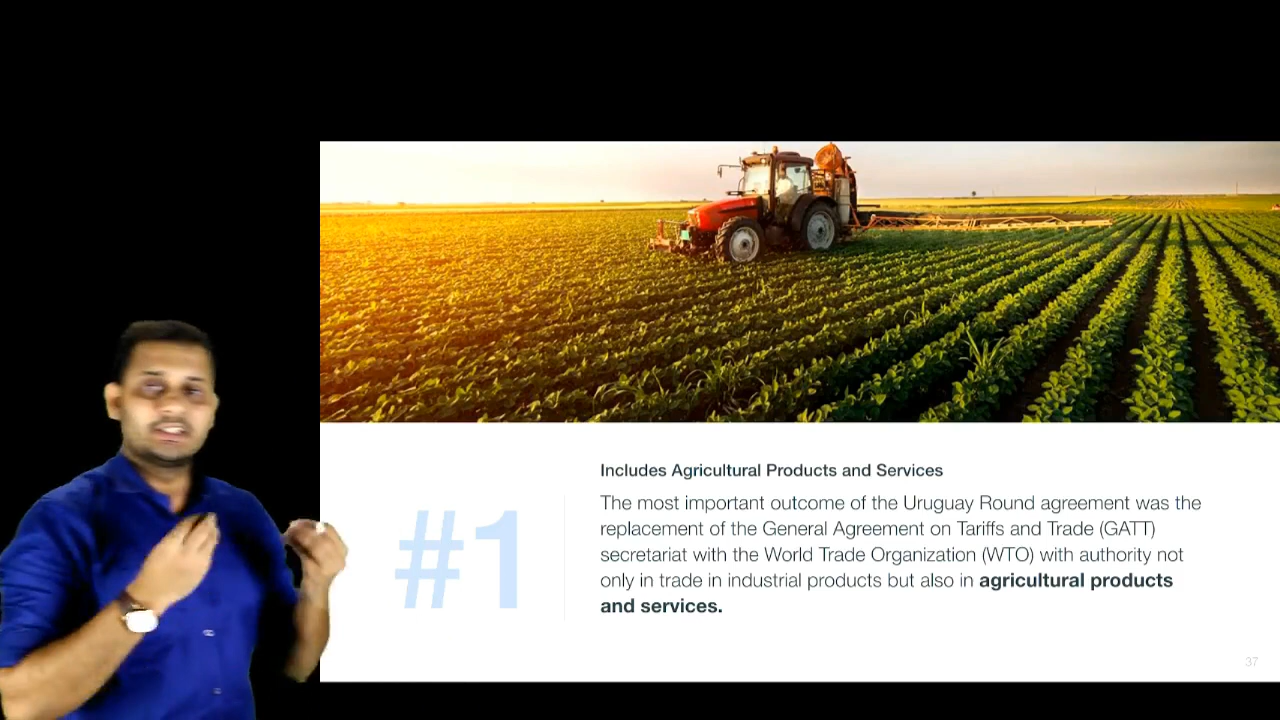 Includes Agricultural Products and Services
The most important outcome of the Uruguay Round agreement was the
replacement of the General Agreement on Tariffs and Trade (GATT)
secretariat with the World Trade Organization (WTO) with authority not
only in trade in industrial products but also in agricultural products
and services.
#1
37